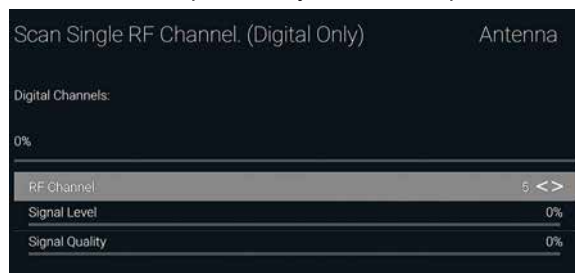 Scan Single RF Channel. (Digital Only) Antenna
Digital Channels:
0%
RF Channel 5 <>
Signal Level 0%
Signal Quality 0%